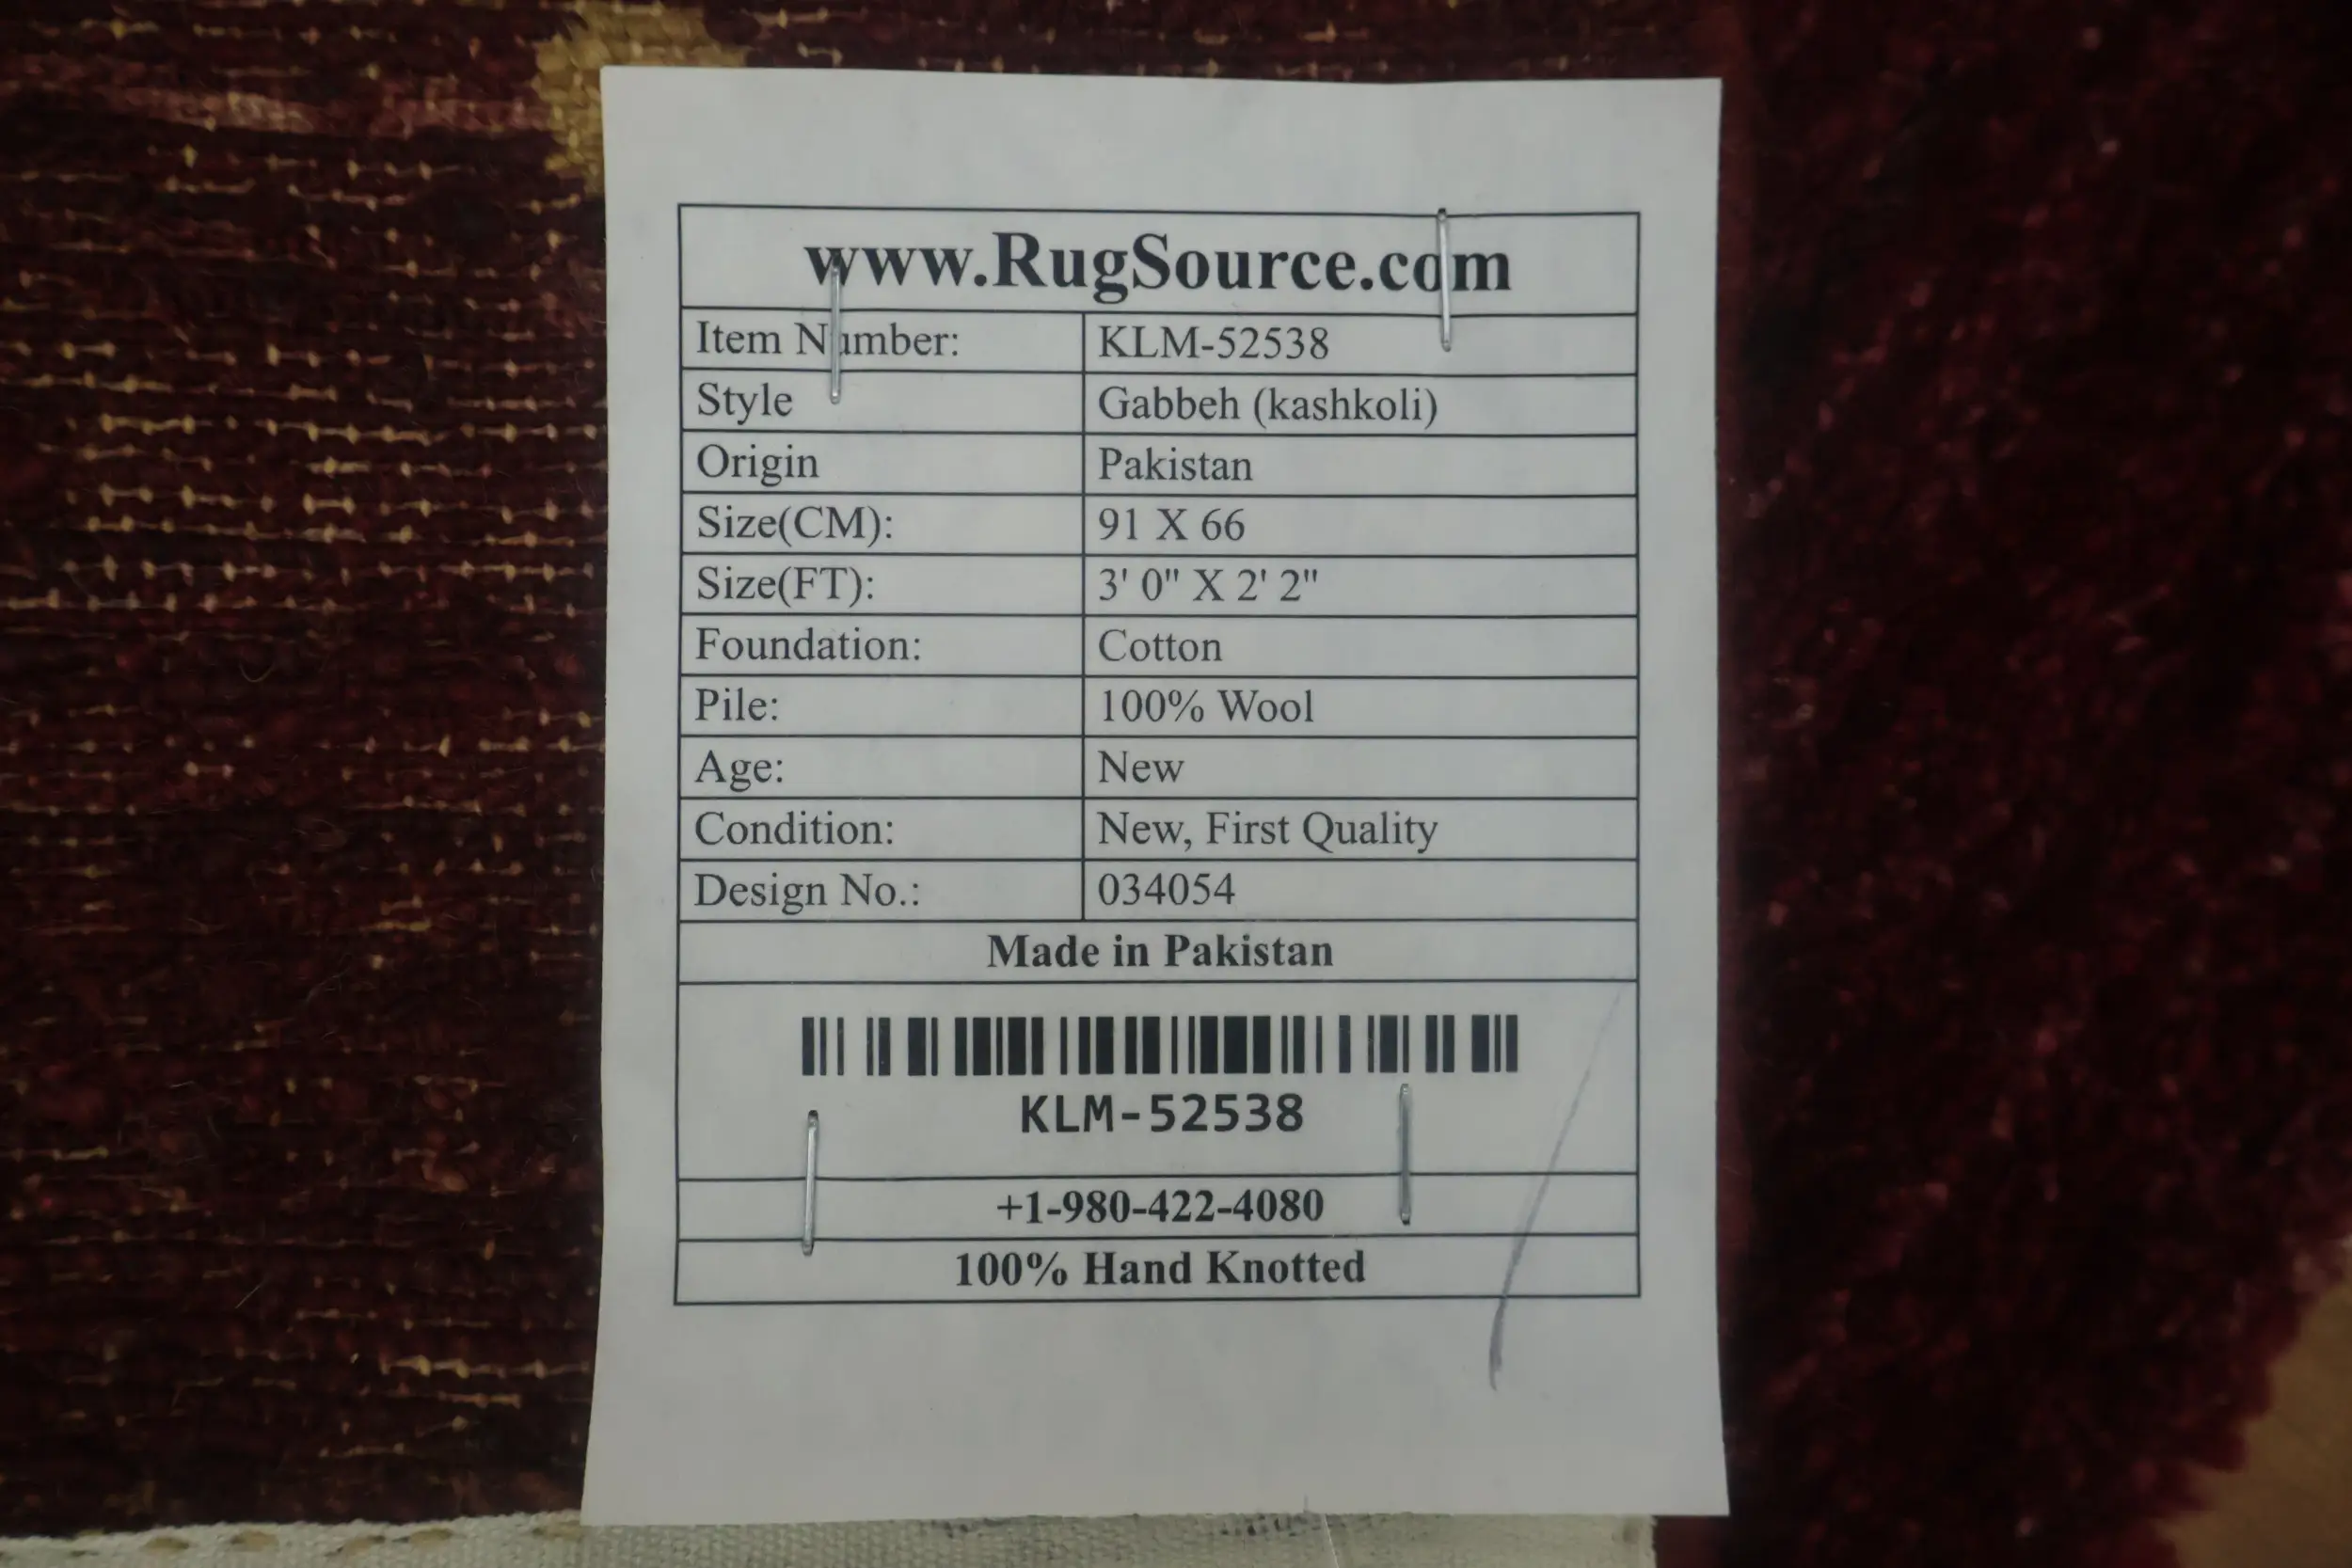 www.RugSource.com
Item Number: KLM-52538
Style Gabbeh (kashkoli)
Origin Pakistan
Size(CM): 91 X 66
Size(FT): 3' 0" X 2' 2"
Foundation: Cotton
Pile: 100% Wool
Age: New
Condition: New, First Quality
Design No.: 034054
Made in Pakistan
KLM-52538
+1-980-422-4080
100% Hand Knotted